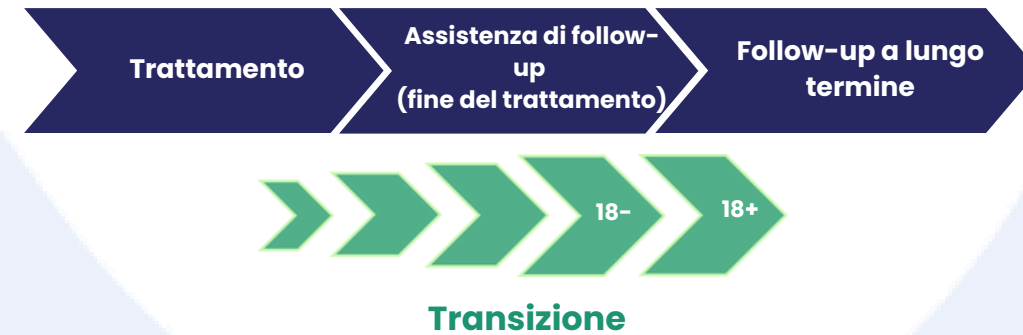 Trattamento
Assistenza di follow-
up
(fine del trattamento)
Follow-up a lungo
termine
18-
18+
Transizione